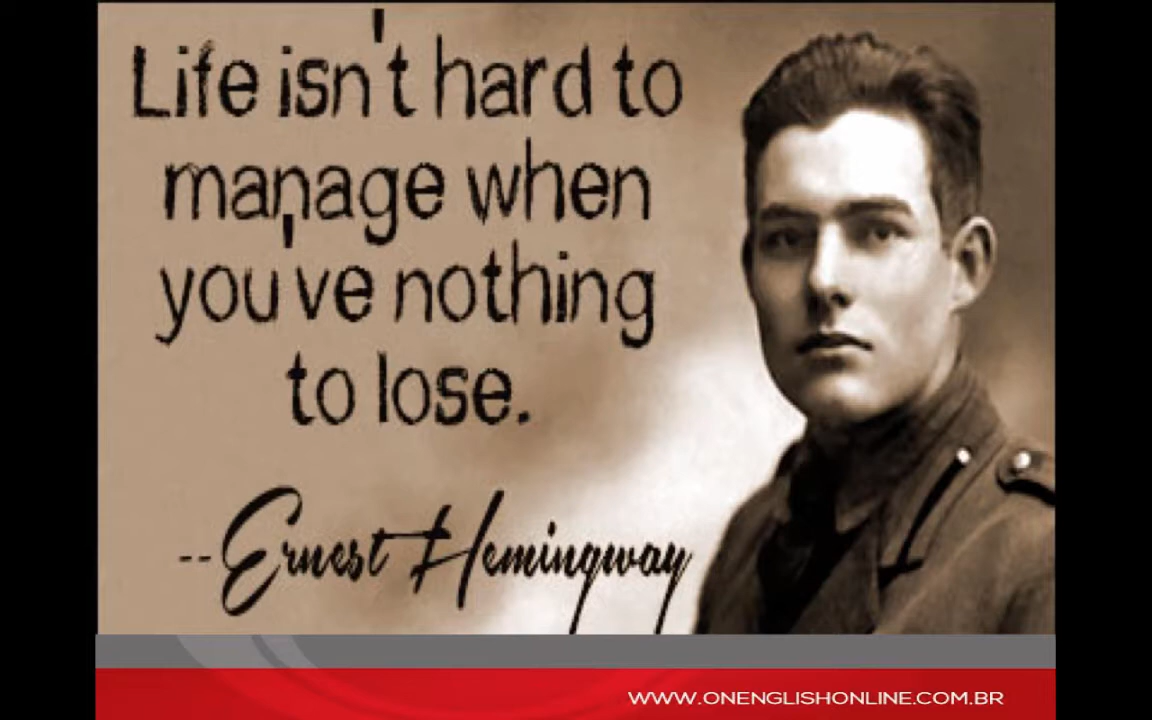 Life isn't hard to
manage when
you've nothing
to lose.
--Ernest Hemingway
WWW.ONENGLISHONLINE.COM.BR